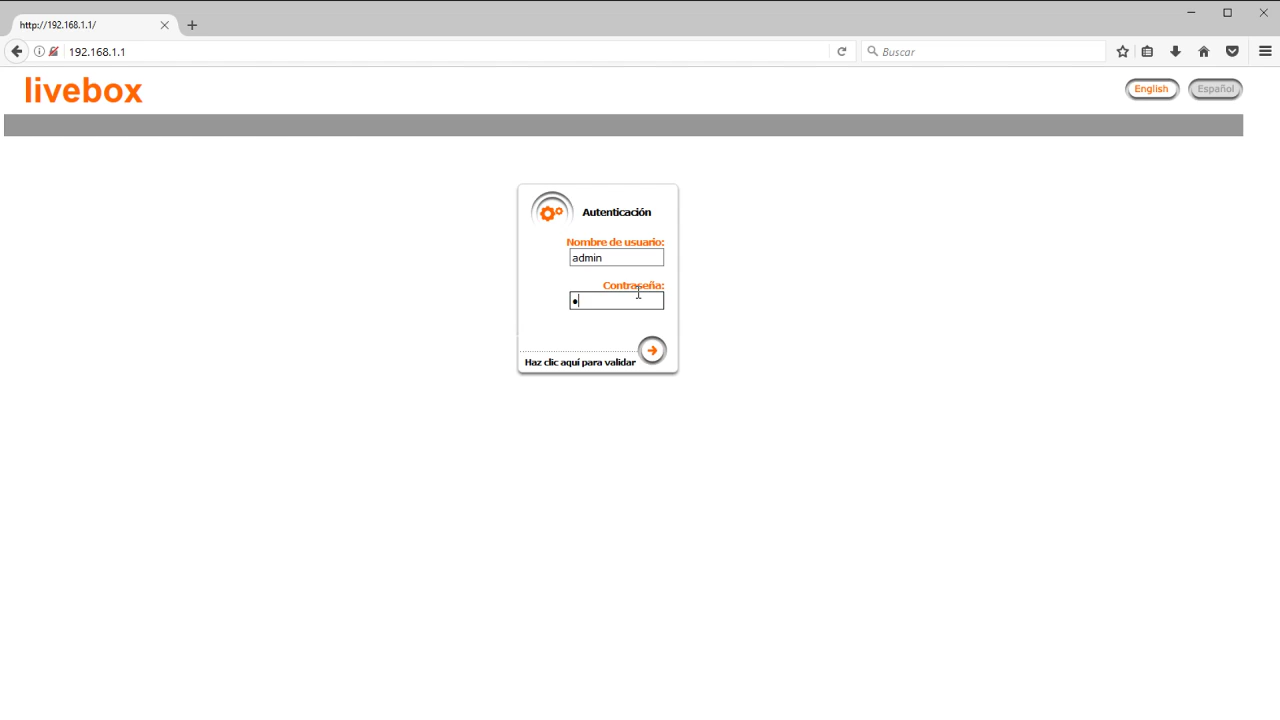 http://192.168.1.1/
192.168.1.1
Buscar
livebox
English
Español
Autenticación
Nombre de usuario:
admin
Contraseña:
●
Haz clic aquí para validar